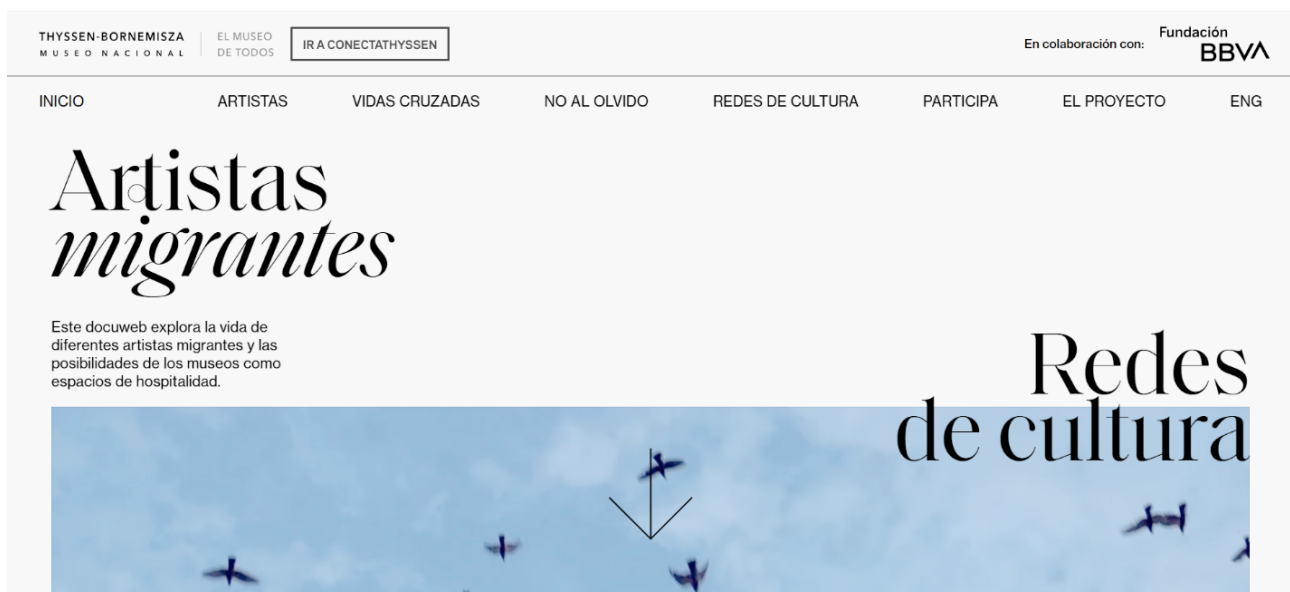 THYSSEN-BORNEMISZA
MUSEO NACIONAL
EL MUSEO
DE TODOS
IR A CONECTATHYSSEN
En colaboración con:
Fundación
BBVA
INICIO
ARTISTAS
VIDAS CRUZADAS
NO AL OLVIDO
REDES DE CULTURA
PARTICIPA
EL PROYECTO
ENG
Artistas
migrantes
Este docuweb explora la vida de
diferentes artistas migrantes y las
posibilidades de los museos como
espacios de hospitalidad.
Redes
de cultura